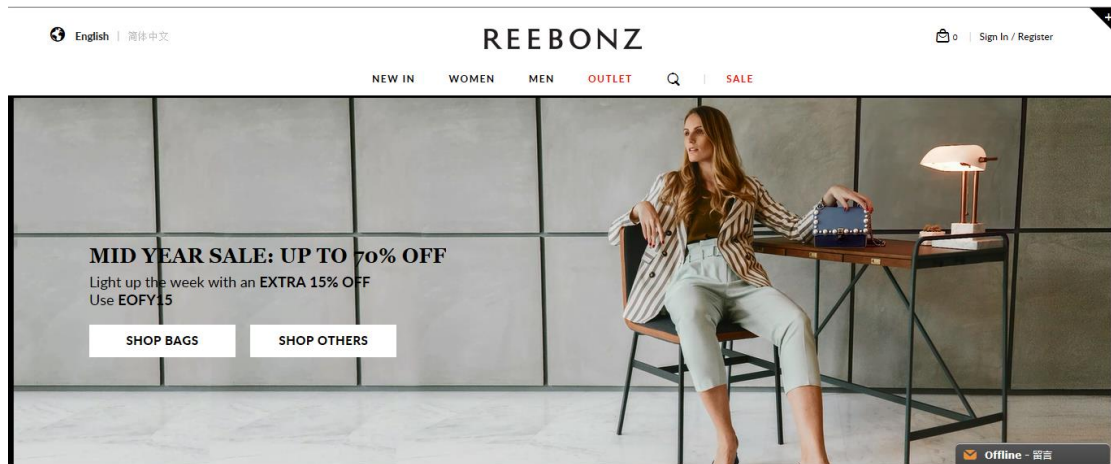 English | 简体中文
REEBONZ
0 | Sign In / Register
NEW IN WOMEN MEN OUTLET | SALE
MID YEAR SALE: UP TO 70% OFF
Light up the week with an EXTRA 15% OFF
Use EOFY15
SHOP BAGS SHOP OTHERS
Offline - 留言